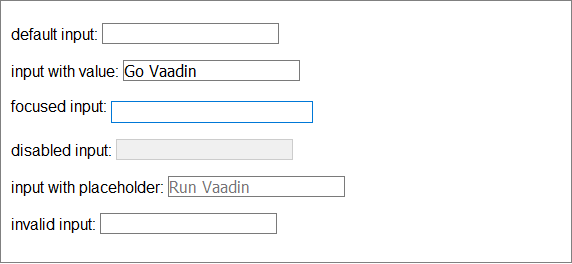 default input:
input with value: Go Vaadin
focused input:
disabled input:
input with placeholder: Run Vaadin
invalid input: